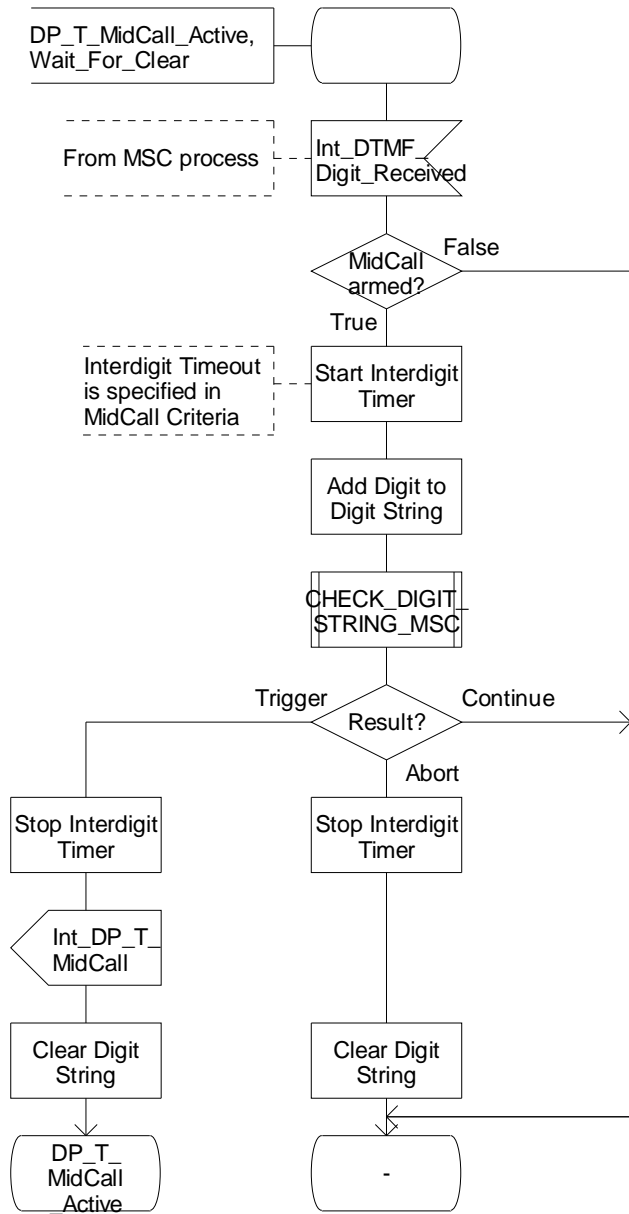 DP_T_MidCall_Active,
Wait_For_Clear
From MSC process
Int_DTMF_
Digit_Received
MidCall
armed?
False
True
Interdigit Timeout
is specified in
MidCall Criteria
Start Interdigit
Timer
Add Digit to
Digit String
CHECK_DIGIT_
STRING_MSC
Trigger
Result?
Continue
Abort
Stop Interdigit
Timer
Stop Interdigit
Timer
Int_DP_T_
MidCall
Clear Digit
String
Clear Digit
String
DP_T_
MidCall
_Active
-